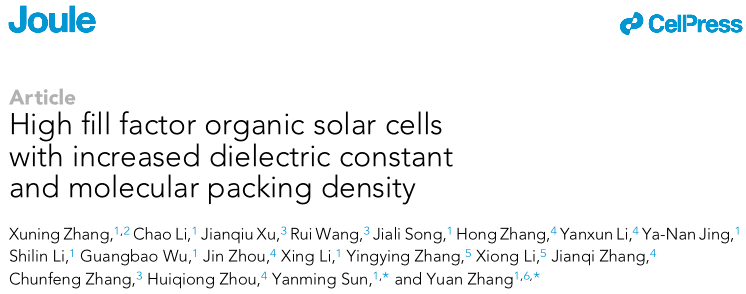 Joule
CelPress
Article
High fill factor organic solar cells
with increased dielectric constant
and molecular packing density
Xuning Zhang,1,2 Chao Li,1 Jianqiu Xu,3 Rui Wang,3 Jiali Song,1 Hong Zhang,4 Yanxun Li,4 Ya-Nan Jing,1
Shilin Li,1 Guangbao Wu,1 Jin Zhou,4 Xing Li,1 Yingying Zhang,5 Xiong Li,5 Jianqi Zhang,4
Chunfeng Zhang,3 Huiqiong Zhou,4 Yanming Sun,1,* and Yuan Zhang1,6,*